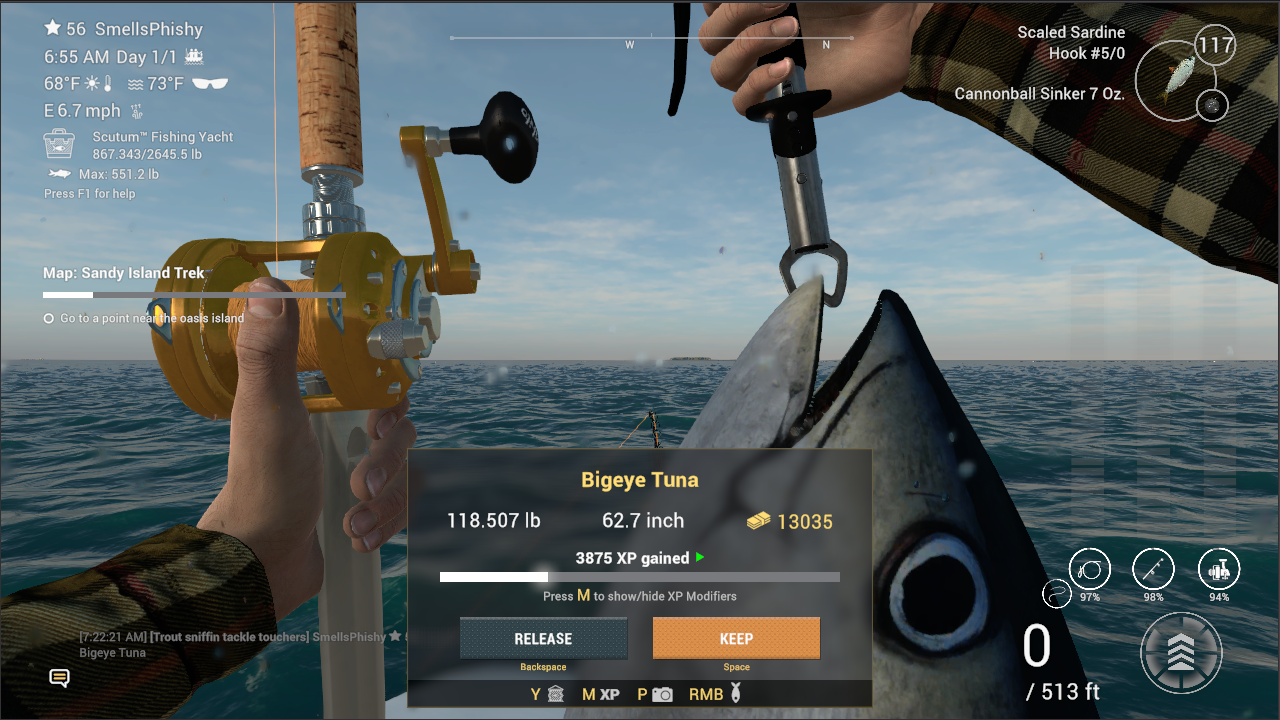 56 SmellsPhishy
6:55 AM Day 1/1
68°F 73°F
E 6.7 mph
Scutum™ Fishing Yacht
867.343/2645.5 lb
Max: 551.2 lb
Press F1 for help
W
N
Scaled Sardine
Hook #5/0
117
Cannonball Sinker 7 Oz.
Map: Sandy Island Trek
Go to a point near the oasis island
Bigeye Tuna
118.507 lb 62.7 inch 13035
3875 XP gained
Press M to show/hide XP Modifiers
RELEASE KEEP
Backspace Space
Y M XP P RMB
[7:22:21 AM] [Trout sniffin tackle touchers] SmellsPhishy
Bigeye Tuna
97% 98% 94%
0
/ 513 ft